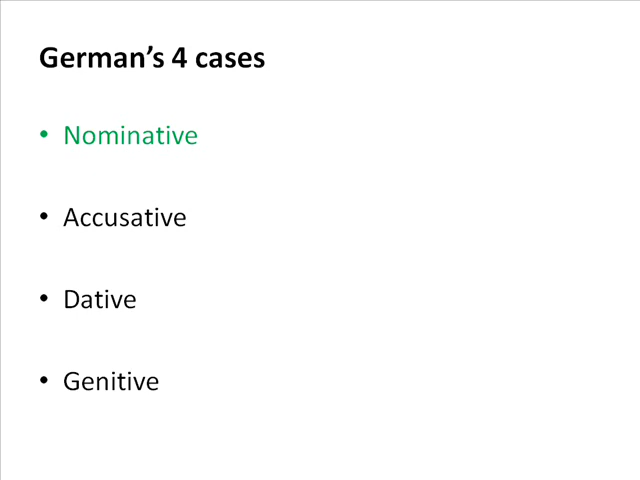 German’s 4 cases
• Nominative
• Accusative
• Dative
• Genitive